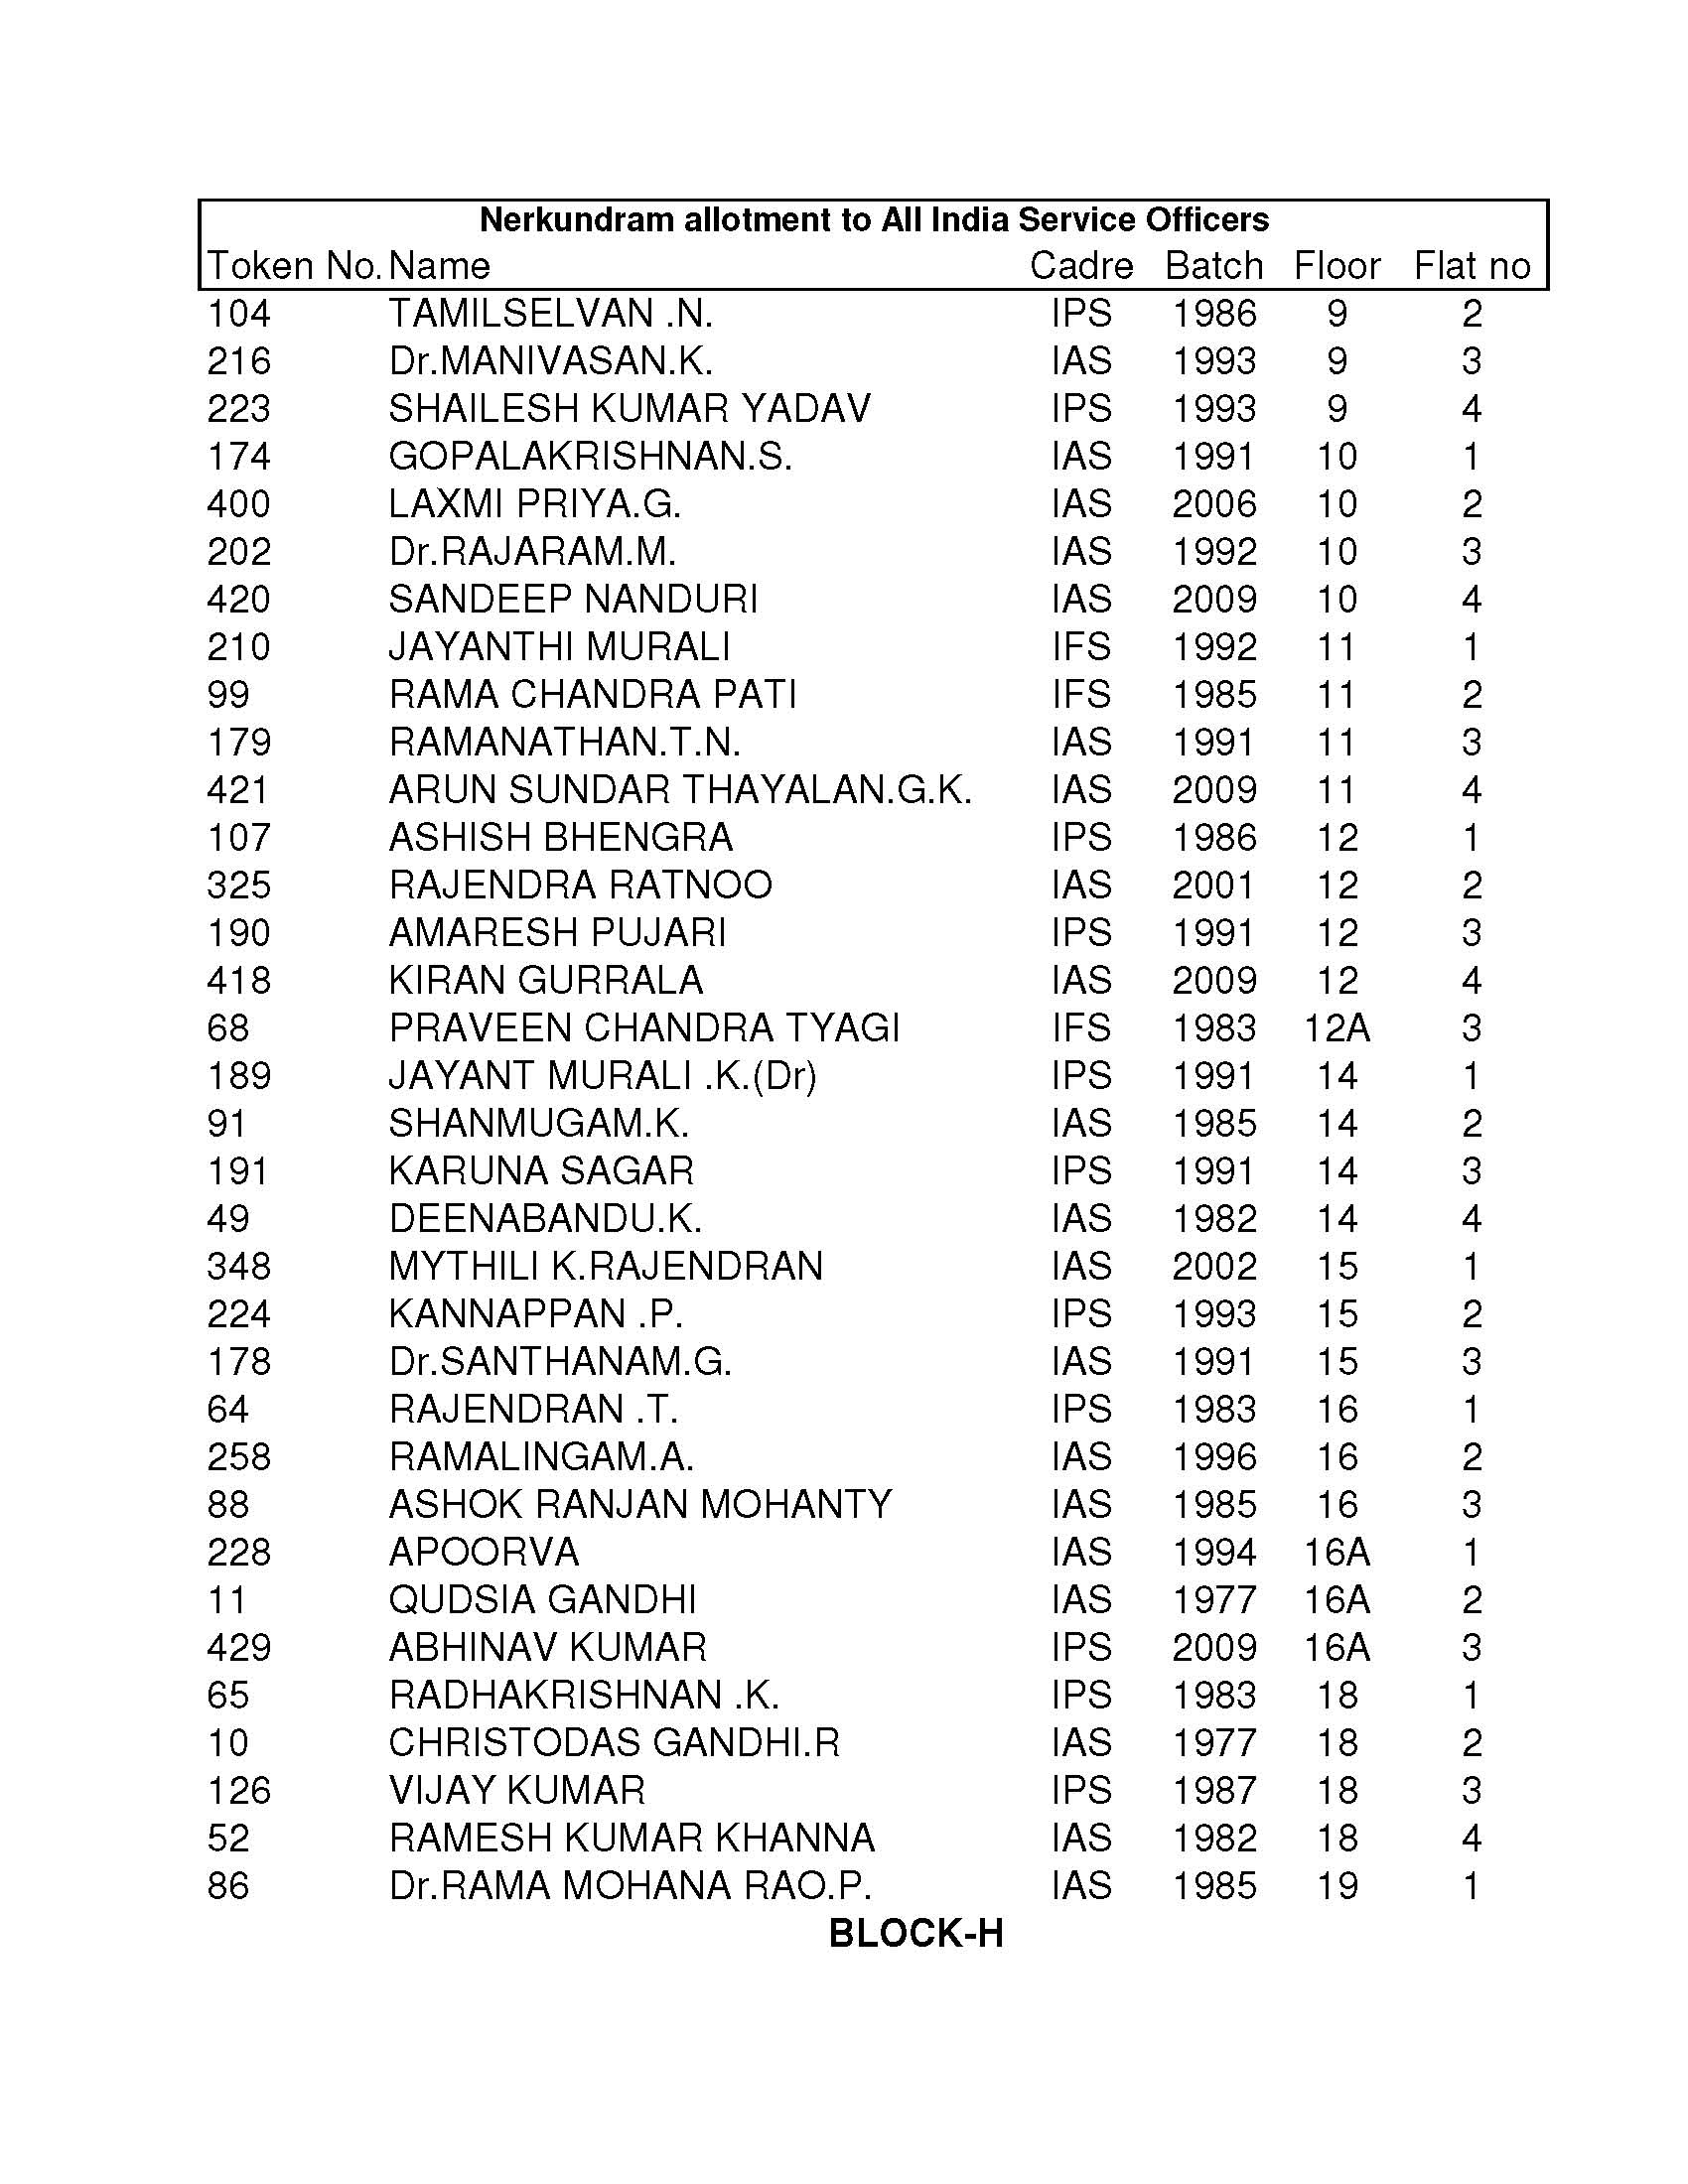 Nerkundram allotment to All India Service Officers
Token No. Name Cadre Batch Floor Flat no
104 TAMILSELVAN .N. IPS 1986 9 2
216 Dr.MANIVASAN.K. IAS 1993 9 3
223 SHAILESH KUMAR YADAV IPS 1993 9 4
174 GOPALAKRISHNAN.S. IAS 1991 10 1
400 LAXMI PRIYA.G. IAS 2006 10 2
202 Dr.RAJARAM.M. IAS 1992 10 3
420 SANDEEP NANDURI IAS 2009 10 4
210 JAYANTHI MURALI IFS 1992 11 1
99 RAMA CHANDRA PATI IFS 1985 11 2
179 RAMANATHAN.T.N. IAS 1991 11 3
421 ARUN SUNDAR THAYALAN.G.K. IAS 2009 11 4
107 ASHISH BHENGRA IPS 1986 12 1
325 RAJENDRA RATNOO IAS 2001 12 2
190 AMARESH PUJARI IPS 1991 12 3
418 KIRAN GURRALA IAS 2009 12 4
68 PRAVEEN CHANDRA TYAGI IFS 1983 12A 3
189 JAYANT MURALI .K.(Dr) IPS 1991 14 1
91 SHANMUGAM.K. IAS 1985 14 2
191 KARUNA SAGAR IPS 1991 14 3
49 DEENABANDU.K. IAS 1982 14 4
348 MYTHILI K.RAJENDRAN IAS 2002 15 1
224 KANNAPPAN .P. IPS 1993 15 2
178 Dr.SANTHANAM.G. IAS 1991 15 3
64 RAJENDRAN .T. IPS 1983 16 1
258 RAMALINGAM.A. IAS 1996 16 2
88 ASHOK RANJAN MOHANTY IAS 1985 16 3
228 APOORVA IAS 1994 16A 1
11 QUDSIA GANDHI IAS 1977 16A 2
429 ABHINAV KUMAR IPS 2009 16A 3
65 RADHAKRISHNAN .K. IPS 1983 18 1
10 CHRISTODAS GANDHI.R IAS 1977 18 2
126 VIJAY KUMAR IPS 1987 18 3
52 RAMESH KUMAR KHANNA IAS 1982 18 4
86 Dr.RAMA MOHANA RAO.P. IAS 1985 19 1
BLOCK-H